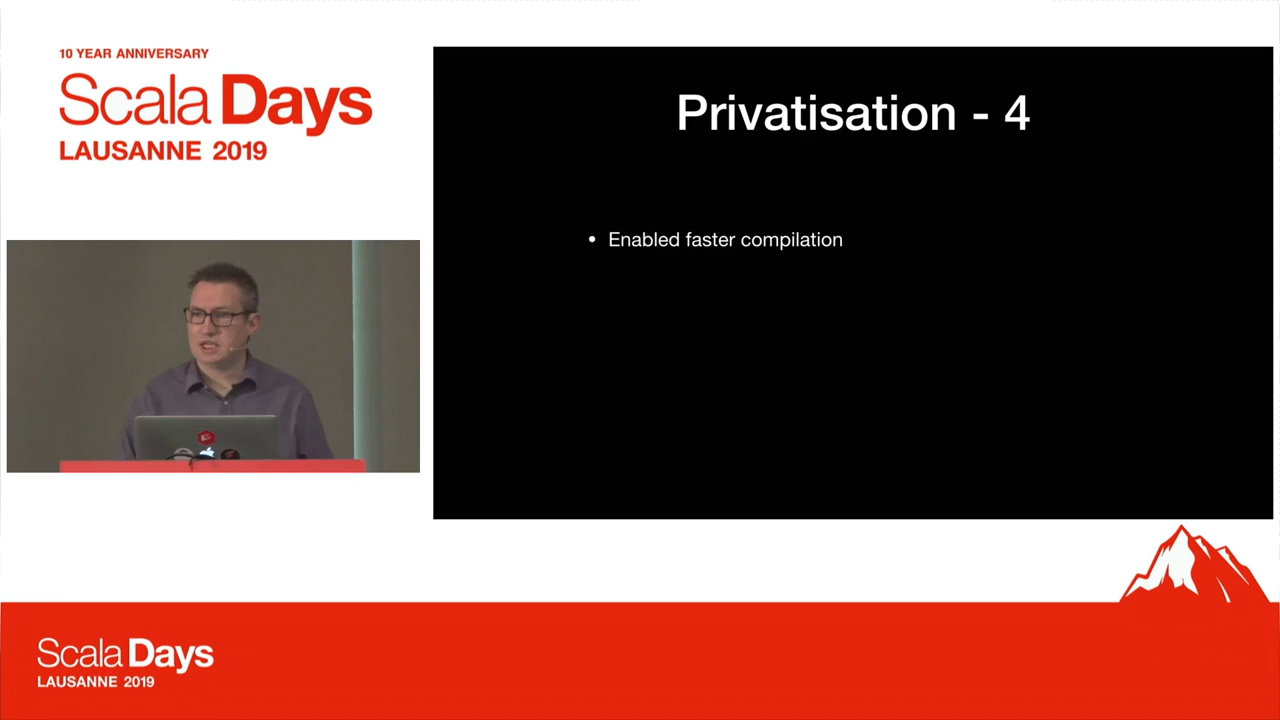 10 YEAR ANNIVERSARY
Scala Days
LAUSANNE 2019
Privatisation - 4
• Enabled faster compilation
Scala Days
LAUSANNE 2019